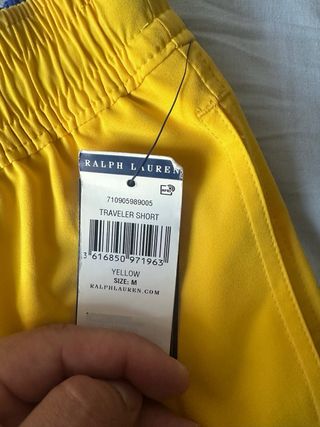 RALPH LAUREN
710905989005
TRAVELER SHORT
3 616850 971963
YELLOW
SIZE: M
RALPHLAUREN.COM